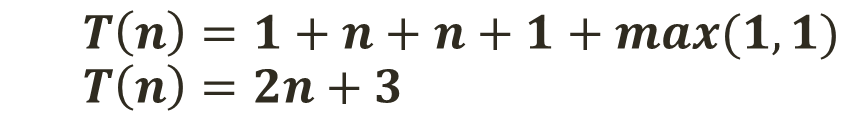 T(n) = 1 + n + n + 1 + max(1, 1)
T(n) = 2n + 3